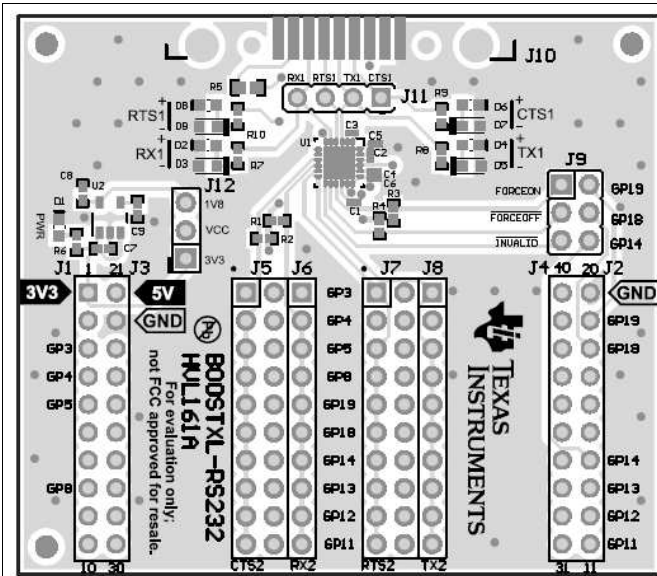 J10
RX1 RTS1 TX1 CTS1
J11
R5
+ D8
RTS1
- D9
+ D2
RX1
- D3
R10
R7
C3
U1
C5
C2
C4
C6
C1
R9
R8
D6 +
CTS1
D7 -
D4 +
TX1
D5 -
J9
FORCEON
GP19
FORCEOFF
GP18
INVALID
GP14
C8
U2
D1
PWR
R6
C9
C7
J12
1V8
VCC
3V3
R1
R2
R3
R4
J1 1 21 J3
J5 J6
J7 J8
J4 40 20 J2
3V3
5V
GND
GND
GP3
GP4
GP5
GP8
GP3
GP4
GP5
GP8
GP19
GP18
GP14
GP13
GP12
GP11
GP19
GP18
GP14
GP13
GP12
GP11
Pb
BOOSTXL-RS232
HVL161A
For evaluation only;
not FCC approved for resale.
TEXAS
INSTRUMENTS
10 30
CTS2 RX2
RTS2 TX2
31 11